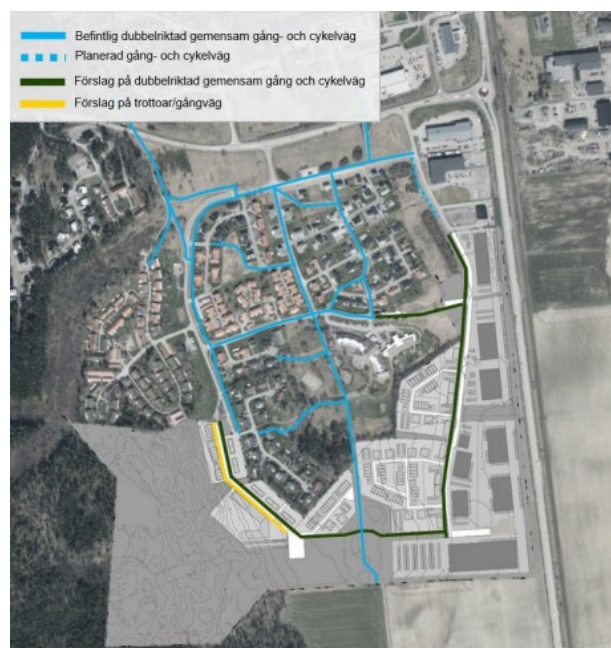 Befintlig dubbelriktad gemensam gång- och cykelväg
Planerad gång- och cykelväg
Förslag på dubbelriktad gemensam gång och cykelväg
Förslag på trottoar/gångväg